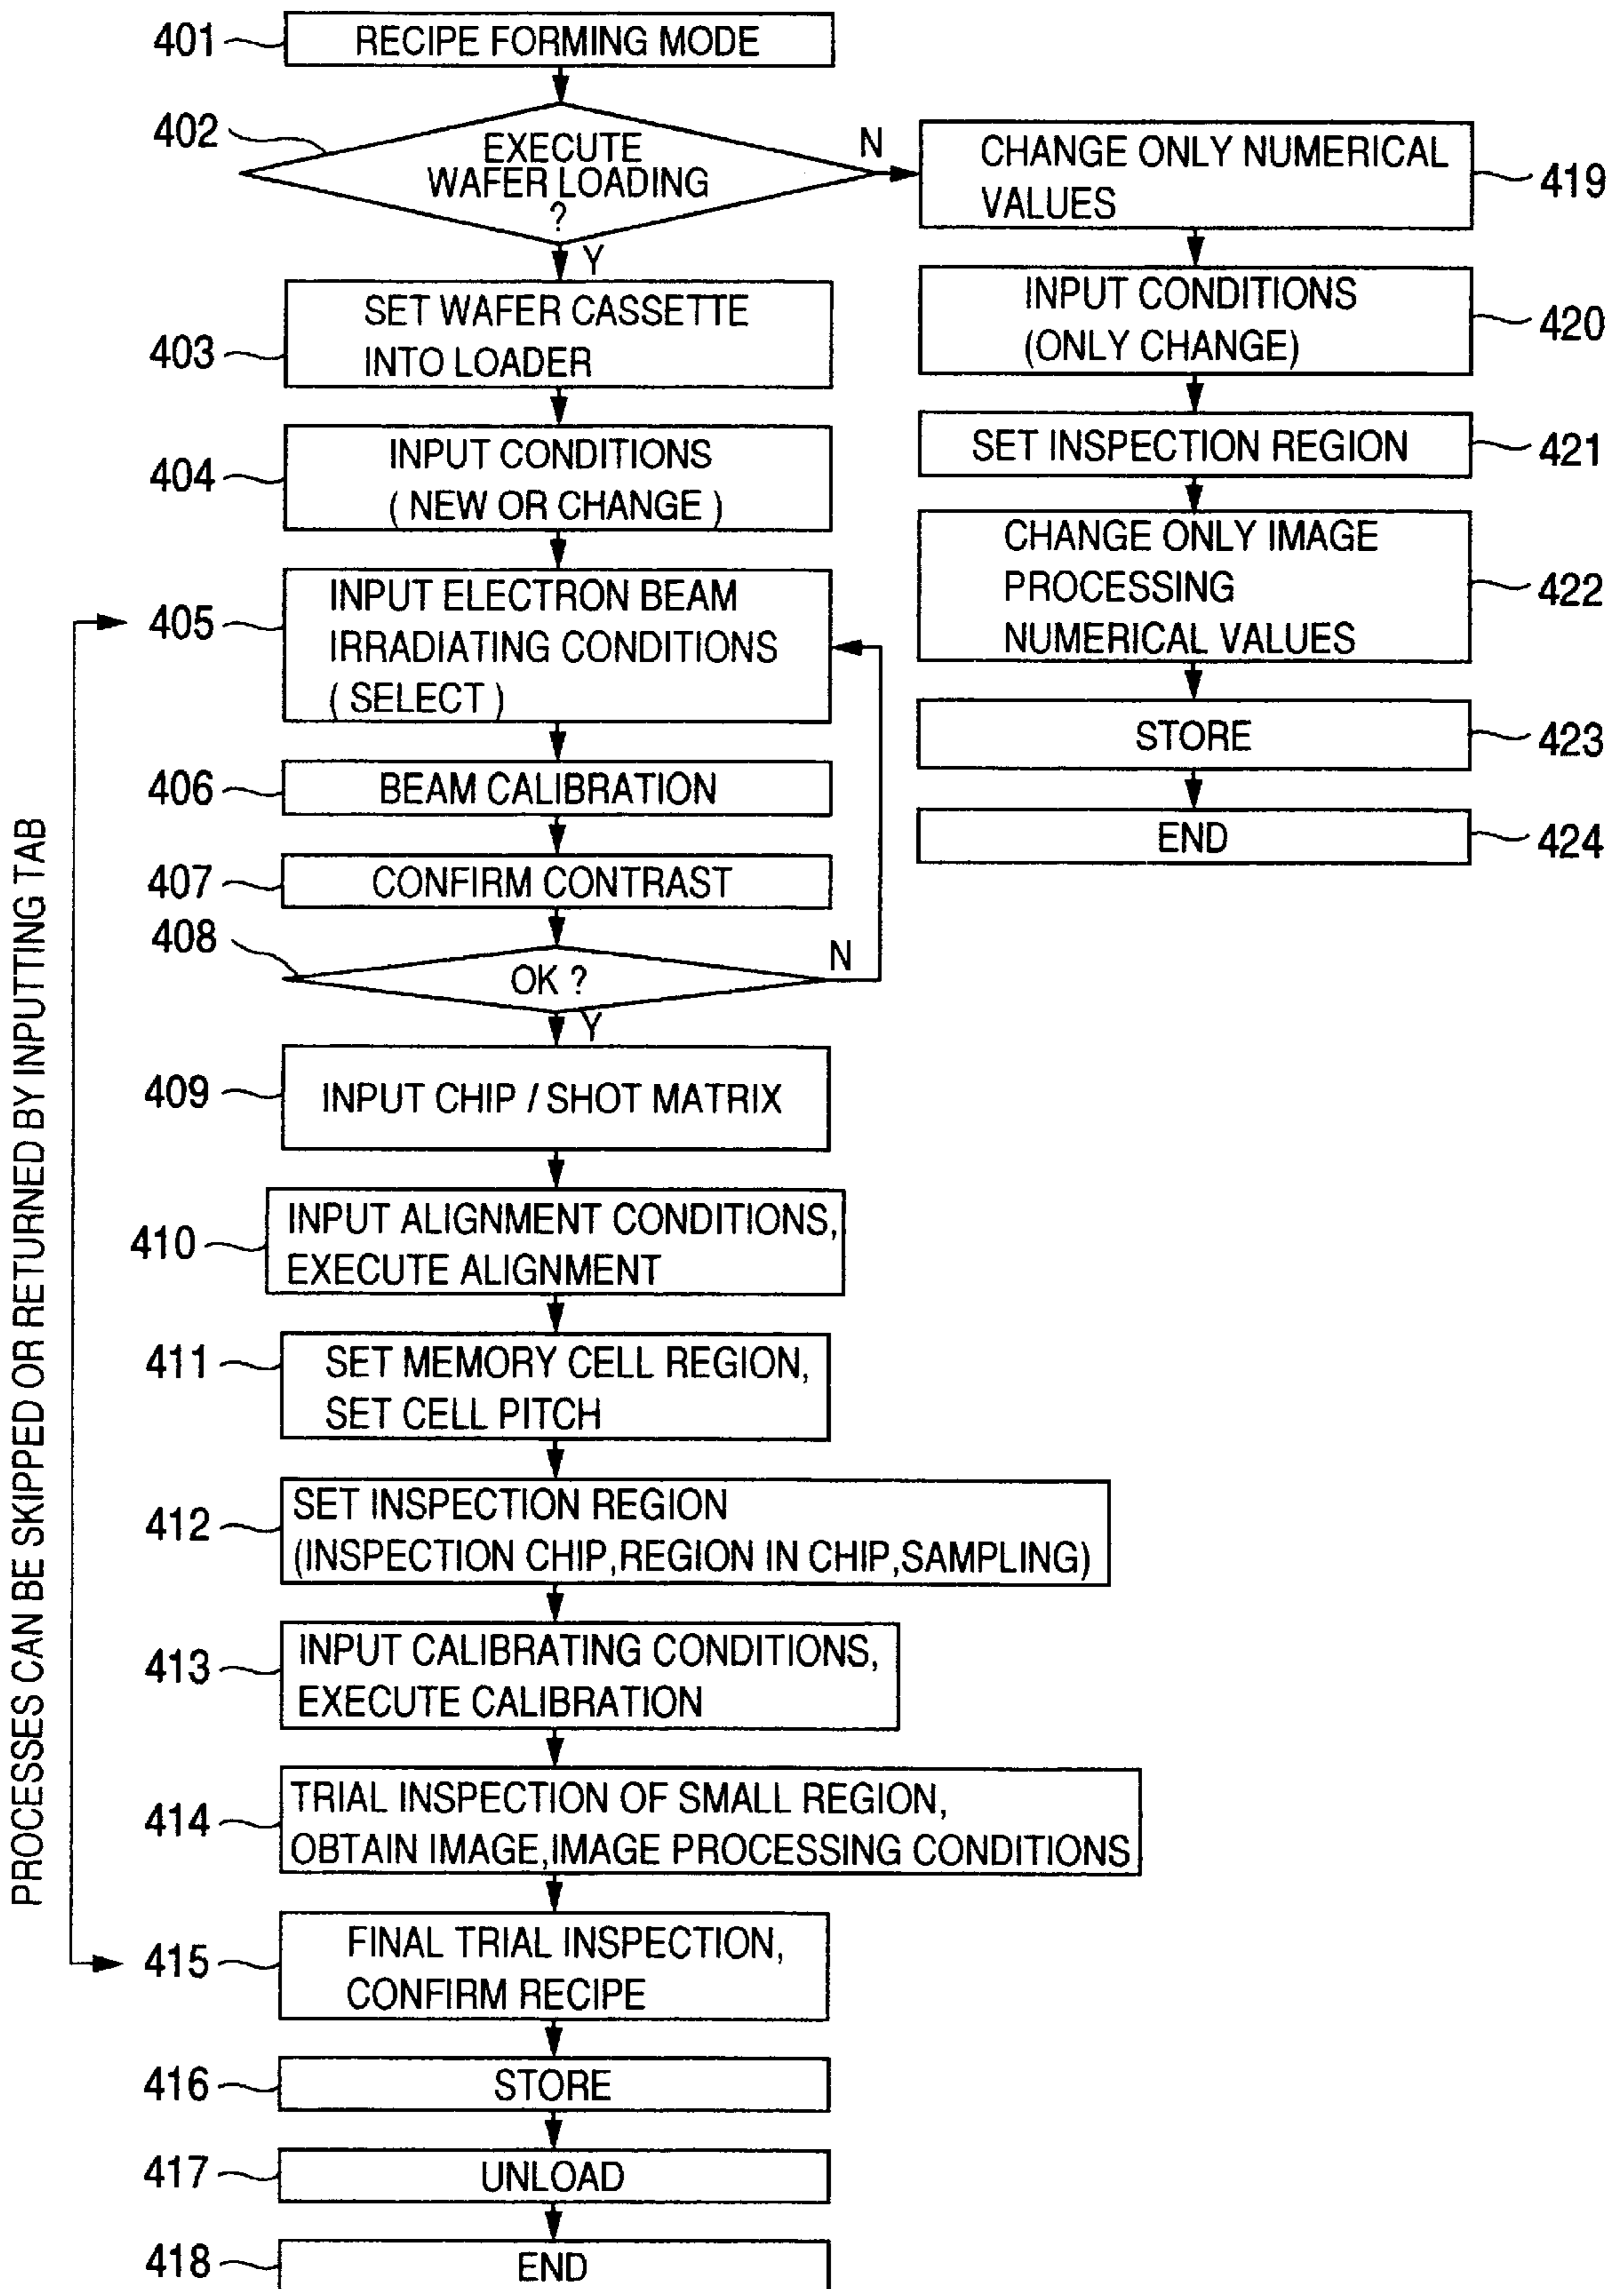 401
RECIPE FORMING MODE
402
EXECUTE
WAFER LOADING
?
N
Y
CHANGE ONLY NUMERICAL
VALUES
419
403
SET WAFER CASSETTE
INTO LOADER
INPUT CONDITIONS
(ONLY CHANGE)
420
404
INPUT CONDITIONS
( NEW OR CHANGE )
SET INSPECTION REGION
421
405
INPUT ELECTRON BEAM
IRRADIATING CONDITIONS
( SELECT )
CHANGE ONLY IMAGE
PROCESSING
NUMERICAL VALUES
422
406
BEAM CALIBRATION
STORE
423
407
CONFIRM CONTRAST
END
424
408
OK ?
N
Y
409
INPUT CHIP / SHOT MATRIX
410
INPUT ALIGNMENT CONDITIONS,
EXECUTE ALIGNMENT
411
SET MEMORY CELL REGION,
SET CELL PITCH
412
SET INSPECTION REGION
(INSPECTION CHIP,REGION IN CHIP,SAMPLING)
413
INPUT CALIBRATING CONDITIONS,
EXECUTE CALIBRATION
414
TRIAL INSPECTION OF SMALL REGION,
OBTAIN IMAGE,IMAGE PROCESSING CONDITIONS
415
FINAL TRIAL INSPECTION,
CONFIRM RECIPE
416
STORE
417
UNLOAD
418
END
PROCESSES CAN BE SKIPPED OR RETURNED BY INPUTTING TAB